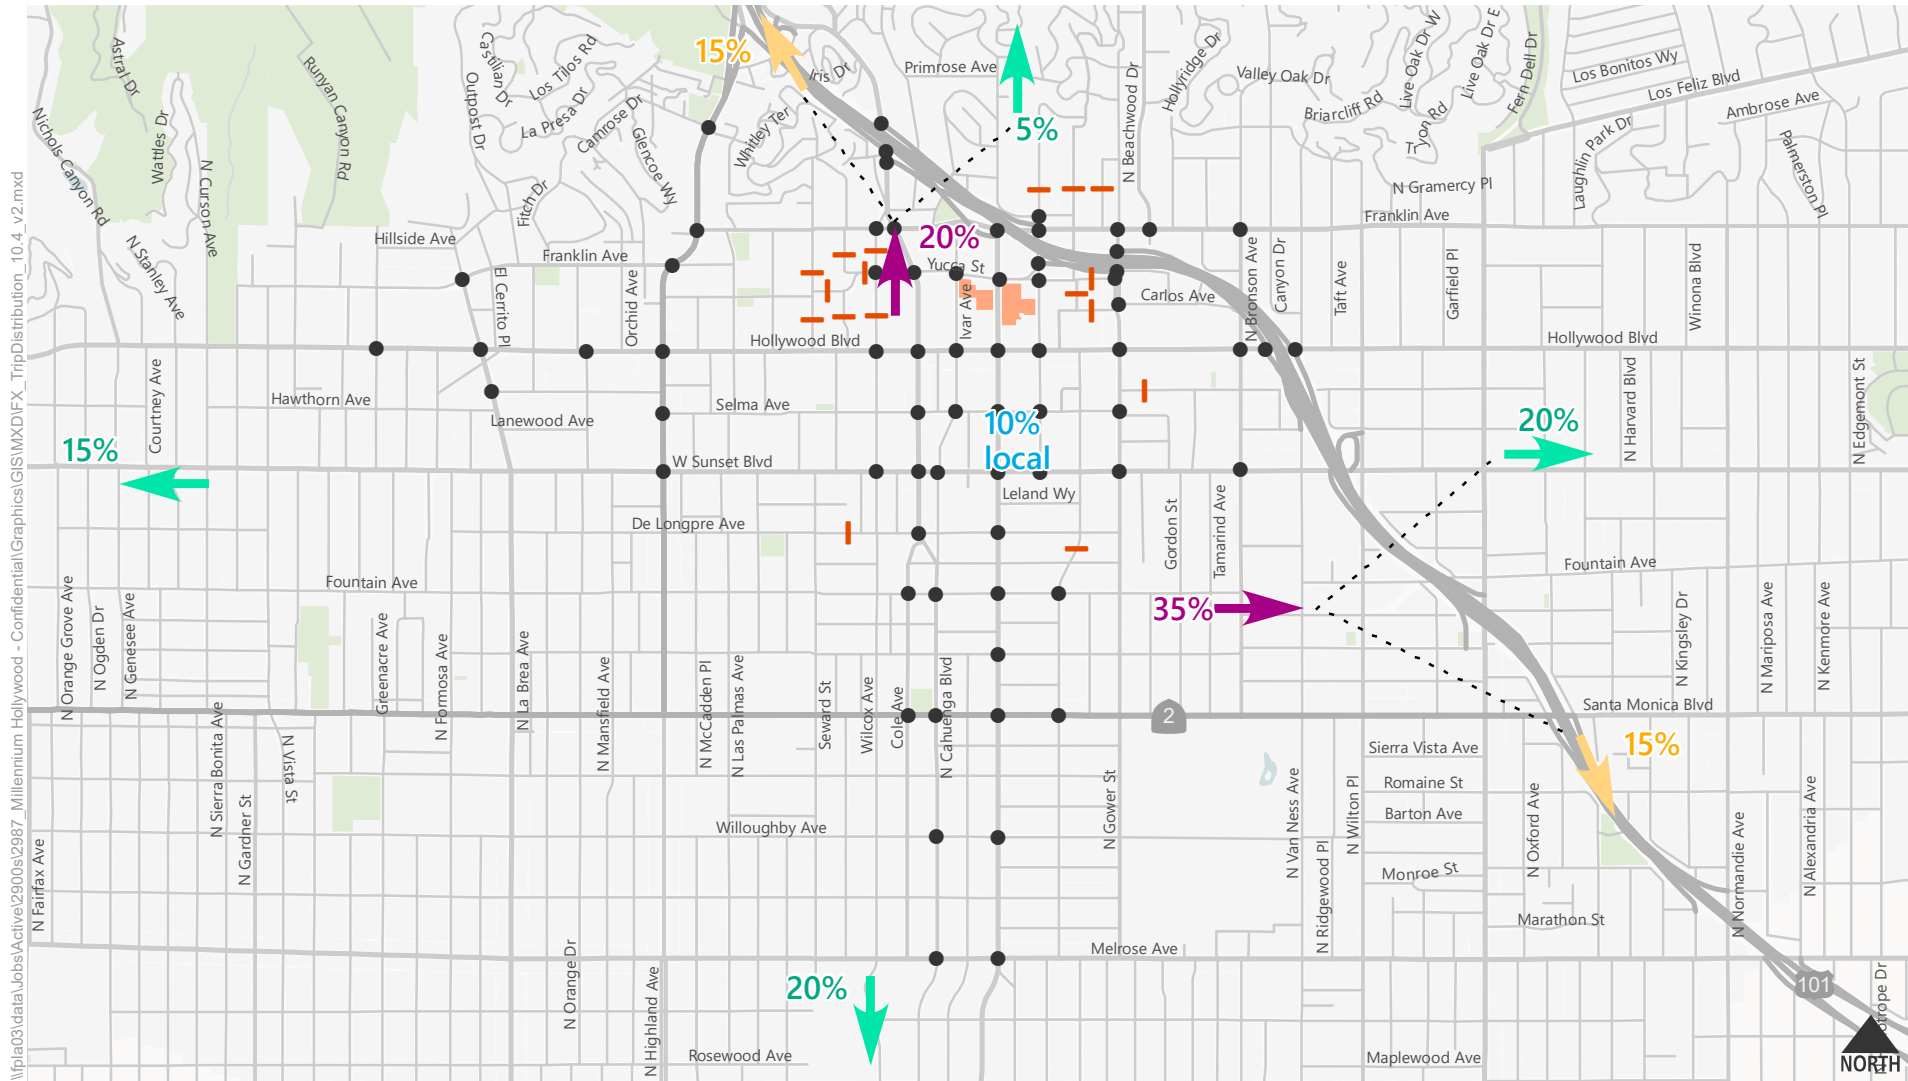 \\fpla03\data\Jobs\Active\2900s\2987_Millennium Hollywood - Confidential\Graphics\GIS\MXD\FX_TripDistribution_10.4_v2.mxd
Astral Dr
Wattles Dr
Nichols Canyon Rd
N Curson Ave
Runyan Canyon Rd
N Stanley Ave
Castilian Dr
Los Tilos Rd
Outpost Dr
La Presa Dr
Camrose Dr
Glencoe Wy
Fitch Dr
Hillside Ave
Franklin Ave
El Cerrito Pl
Orchid Ave
15%
Iris Dr
Whitley Ter
Primrose Ave
5%
N Beachwood Dr
Hollyridge Dr
Valley Oak Dr
Briarcliff Rd
Live Oak Dr W
Live Oak Dr E
Tryon Rd
Fern Dell Dr
Los Bonitos Wy
Los Feliz Blvd
Ambrose Ave
Laughlin Park Dr
Palmerston Pl
N Gramercy Pl
Franklin Ave
20%
Yucca St
Ivar Ave
Carlos Ave
N Bronson Ave
Canyon Dr
Taft Ave
Garfield Pl
Winona Blvd
Hollywood Blvd
Hollywood Blvd
Courtney Ave
Hawthorn Ave
Lanewood Ave
Selma Ave
10%
local
15%
W Sunset Blvd
20%
N Harvard Blvd
N Edgemont St
Leland Wy
De Longpre Ave
Gordon St
Tamarind Ave
Fountain Ave
Fountain Ave
35%
N Orange Grove Ave
N Ogden Dr
N Genesee Ave
Greenacre Ave
N Formosa Ave
N La Brea Ave
N Mansfield Ave
N McCadden Pl
N Las Palmas Ave
Seward St
Wilcox Ave
Cole Ave
N Cahuenga Blvd
N Kingsley Dr
N Mariposa Ave
N Kenmore Ave
Santa Monica Blvd
2
15%
N Sierra Bonita Ave
N Vista St
N Gardner St
N Fairfax Ave
Sierra Vista Ave
Romaine St
Barton Ave
Monroe St
Marathon St
N Gower St
N Van Ness Ave
N Wilton Pl
N Ridgewood Pl
N Oxford Ave
N Normandie Ave
N Alexandria Ave
Willoughby Ave
Melrose Ave
N Orange Dr
N Highland Ave
20%
Rosewood Ave
Maplewood Ave
101
NORTH